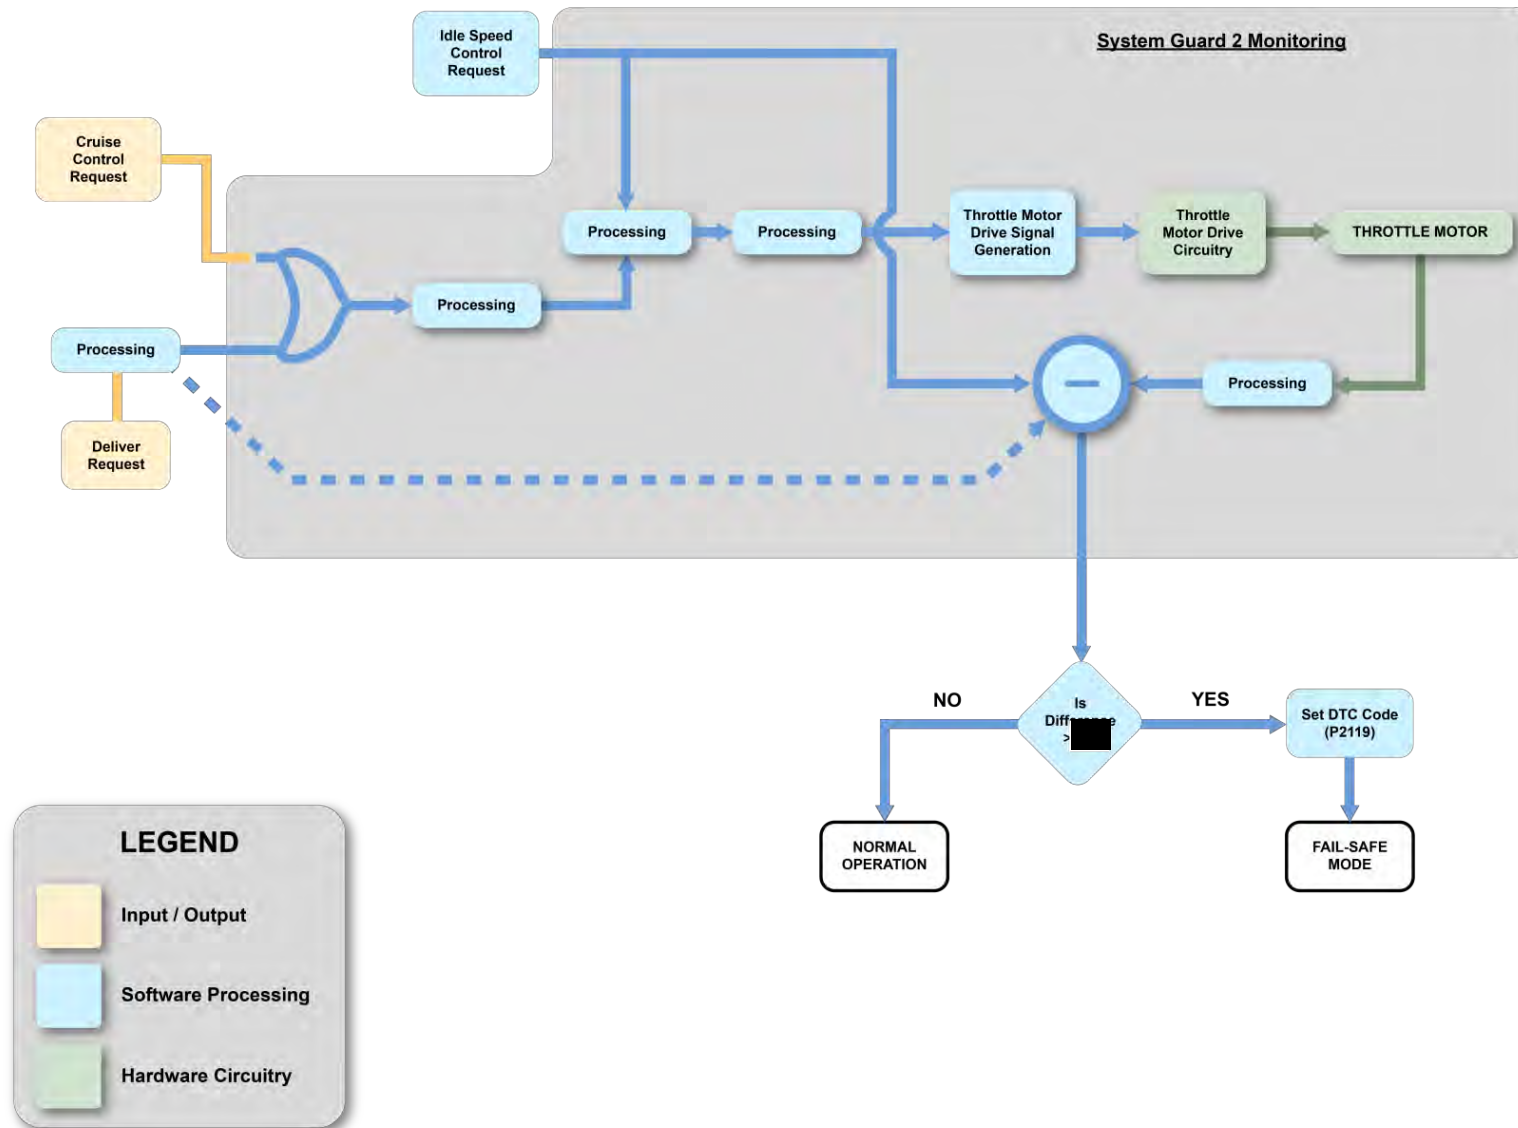 Idle Speed
Control
Request
System Guard 2 Monitoring
Cruise
Control
Request
Processing
Processing
Throttle Motor
Drive Signal
Generation
Throttle
Motor Drive
Circuitry
THROTTLE MOTOR
Processing
Processing
Processing
Deliver
Request
NO
Is
Difference
>
YES
Set DTC Code
(P2119)
NORMAL
OPERATION
FAIL-SAFE
MODE
LEGEND
Input / Output
Software Processing
Hardware Circuitry